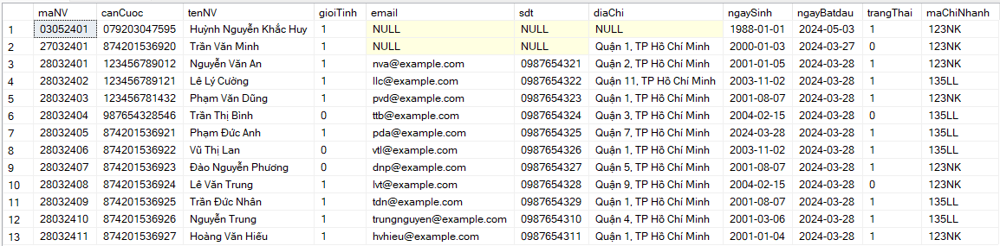 maNV canCuoc tenNV gioiTinh email sdt diaChi ngaySinh ngayBatdau trangThai maChiNhanh
1 03052401 079203047595 Huỳnh Nguyễn Khắc Huy 1 NULL NULL NULL 1988-01-01 2024-05-03 1 123NK
2 27032401 874201536920 Trần Văn Minh 1 NULL NULL Quận 1, TP Hồ Chí Minh 2000-01-03 2024-03-27 0 123NK
3 28032401 123456789012 Nguyễn Văn An 1 nva@example.com 0987654321 Quận 2, TP Hồ Chí Minh 2001-01-05 2024-03-28 1 123NK
4 28032402 123456789121 Lê Lý Cường 1 llc@example.com 0987654322 Quận 11, TP Hồ Chí Minh 2003-11-02 2024-03-28 1 135LL
5 28032403 123456781432 Phạm Văn Dũng 1 pvd@example.com 0987654323 Quận 1, TP Hồ Chí Minh 2001-08-07 2024-03-28 1 123NK
6 28032404 987654328546 Trần Thị Bình 0 ttb@example.com 0987654324 Quận 3, TP Hồ Chí Minh 2004-02-15 2024-03-28 0 135LL
7 28032405 874201536921 Phạm Đức Anh 1 pda@example.com 0987654325 Quận 7, TP Hồ Chí Minh 2024-03-28 2024-03-28 1 135LL
8 28032406 874201536922 Vũ Thị Lan 0 vtl@example.com 0987654326 Quận 1, TP Hồ Chí Minh 2003-11-02 2024-03-28 1 135LL
9 28032407 874201536923 Đào Nguyễn Phương 0 dnp@example.com 0987654327 Quận 5, TP Hồ Chí Minh 2001-08-07 2024-03-28 1 123NK
10 28032408 874201536924 Lê Văn Trung 1 lvt@example.com 0987654328 Quận 9, TP Hồ Chí Minh 2004-02-15 2024-03-28 0 123NK
11 28032409 874201536925 Trần Đức Nhân 1 tdn@example.com 0987654329 Quận 1, TP Hồ Chí Minh 2001-08-07 2024-03-28 1 135LL
12 28032410 874201536926 Nguyễn Trung 1 trungnguyen@example.com 0987654310 Quận 4, TP Hồ Chí Minh 2001-03-06 2024-03-28 1 135LL
13 28032411 874201536927 Hoàng Văn Hiếu 1 hvhieu@example.com 0987654311 Quận 1, TP Hồ Chí Minh 2001-01-04 2024-03-28 1 123NK